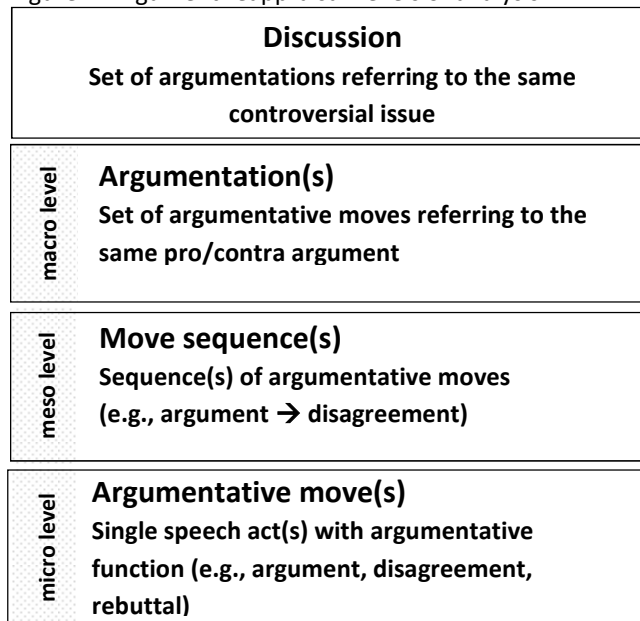 Discussion
Set of argumentations referring to the same
controversial issue
macro level
Argumentation(s)
Set of argumentative moves referring to the
same pro/contra argument
meso level
Move sequence(s)
Sequence(s) of argumentative moves
(e.g., argument → disagreement)
micro level
Argumentative move(s)
Single speech act(s) with argumentative
function (e.g., argument, disagreement,
rebuttal)